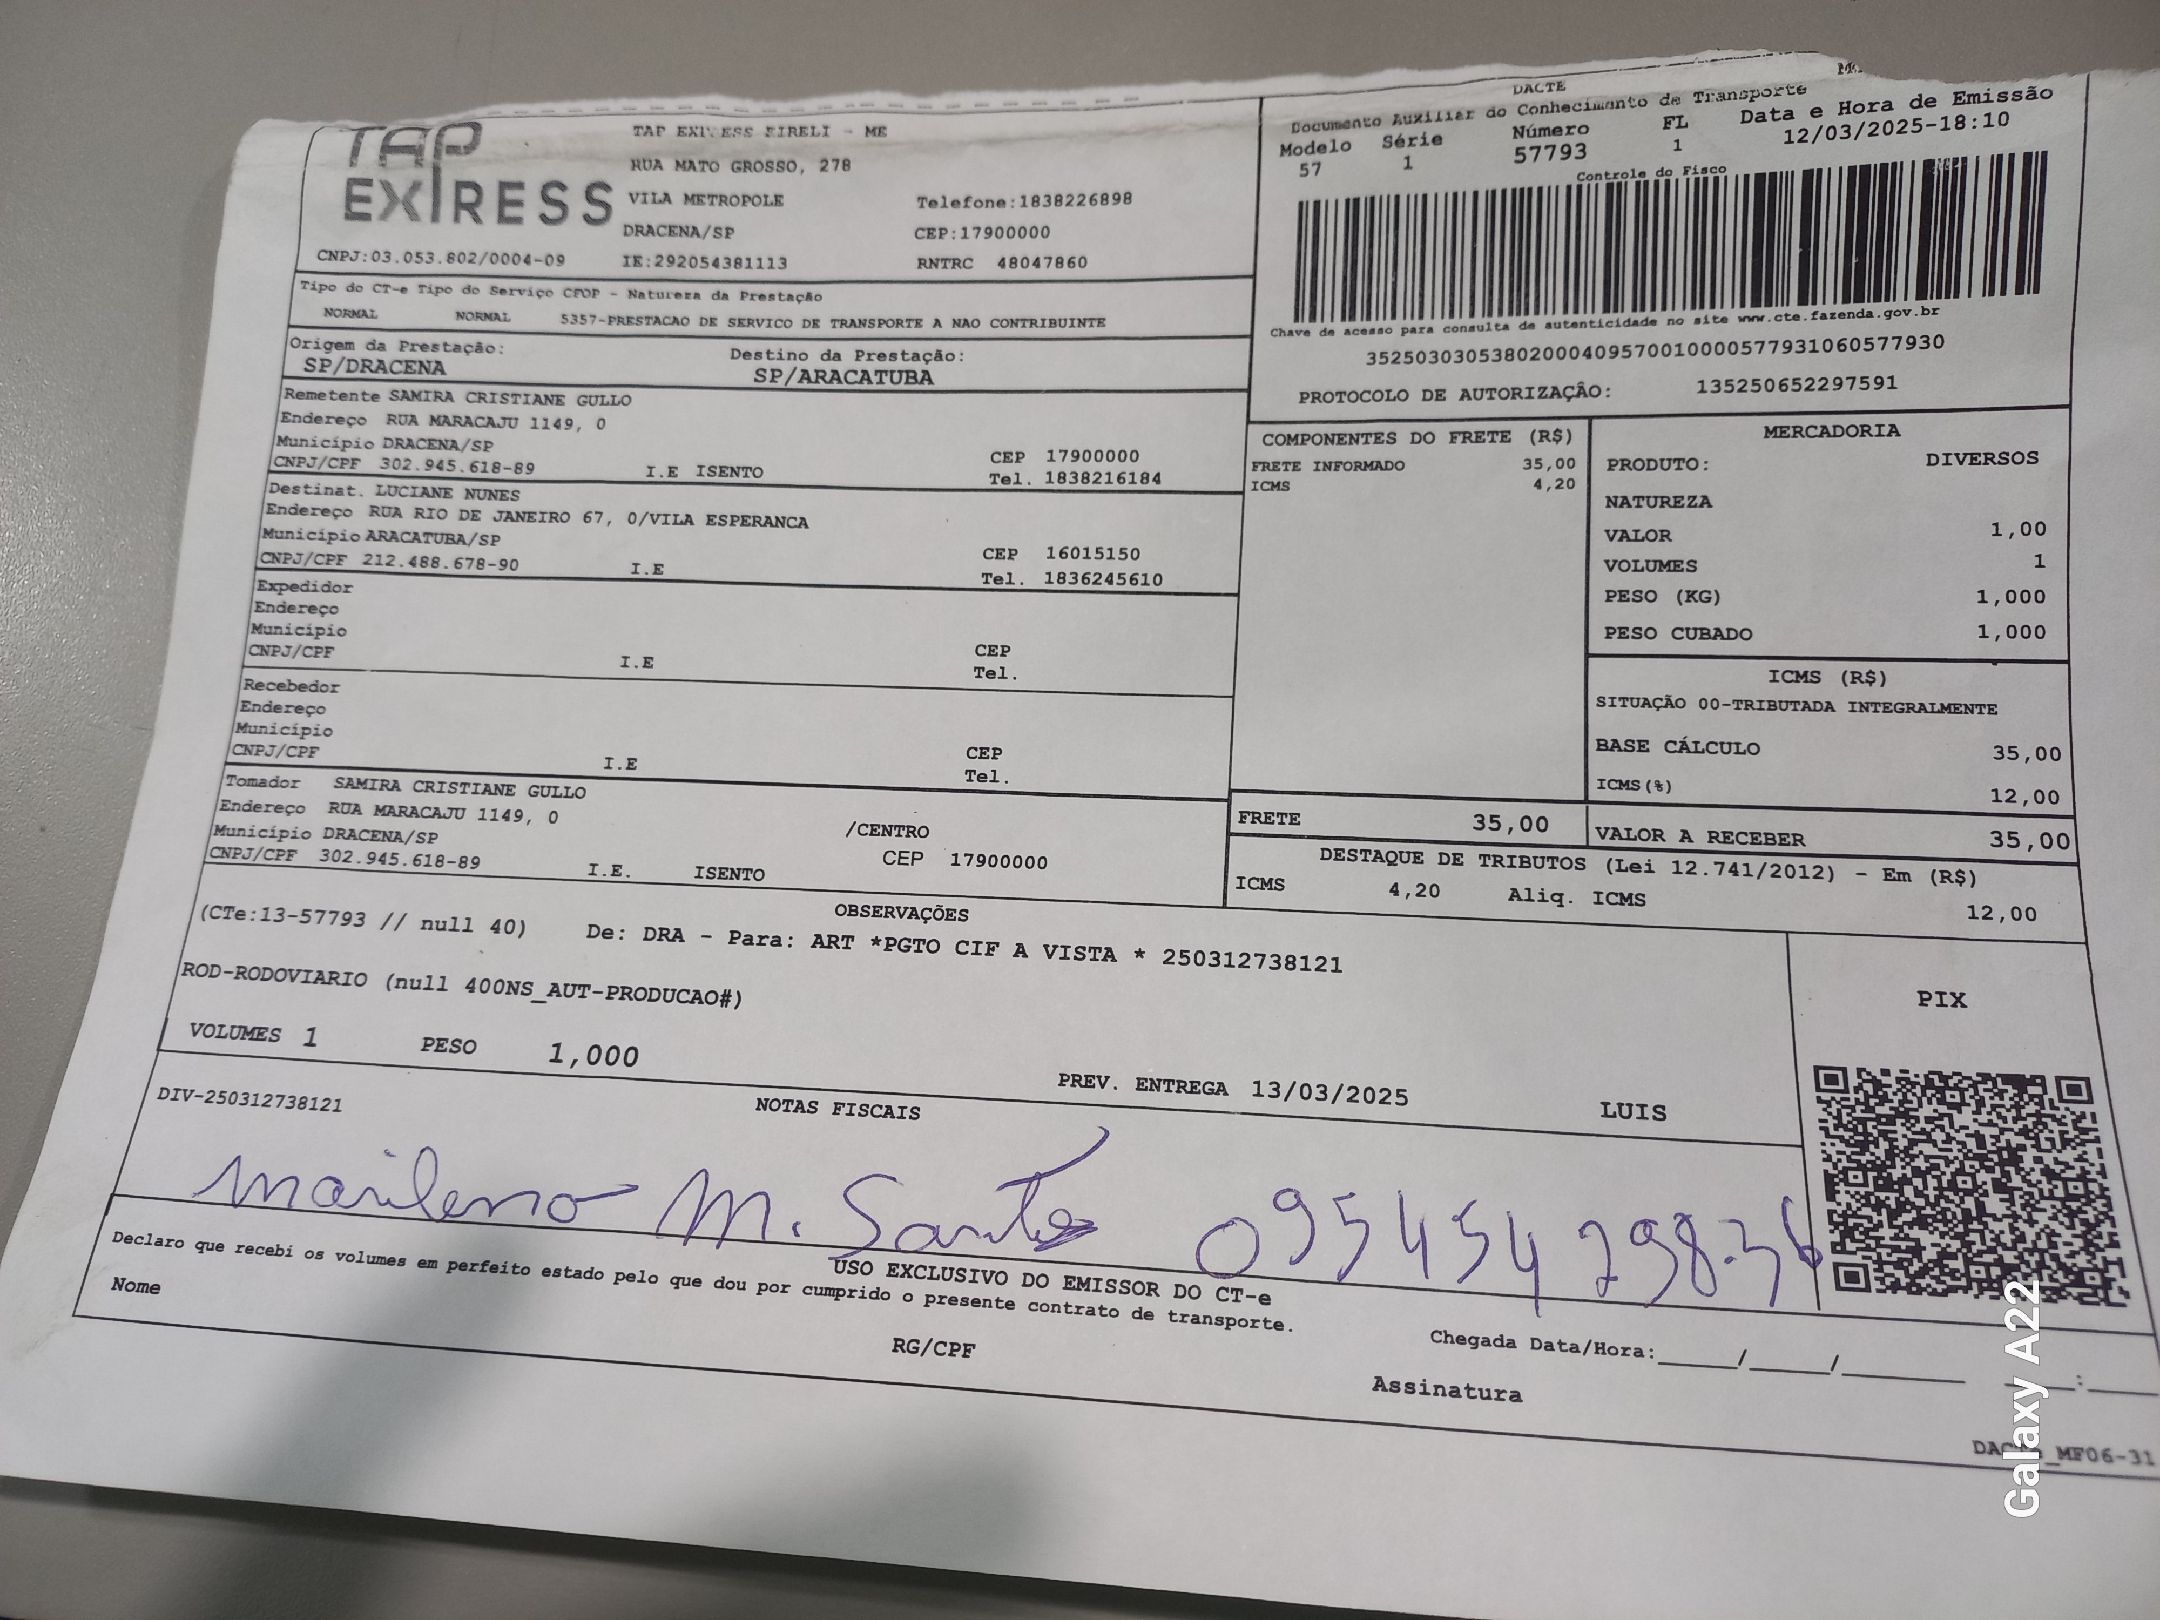 TAP
EXPRESS
TAP EXPRESS EIRELI - ME
RUA MATO GROSSO, 278
VILA METROPOLE
Telefone:1838226898
DRACENA/SP
CEP:17900000
CNPJ:03.053.802/0004-09
IE:292054381113
RNTRC 48047860
DACTE
Documento Auxiliar do Conhecimento de Transporte
Modelo Série Número FL Data e Hora de Emissão
57 1 57793 1 12/03/2025-18:10
Controle do Fisco
Chave de acesso para consulta de autenticidade no site www.cte.fazenda.gov.br
35250303053802000409570010000577931060577930
PROTOCOLO DE AUTORIZAÇÃO: 135250652297591
Tipo do CT-e Tipo do Serviço CFOP - Natureza da Prestação
NORMAL NORMAL 5357-PRESTACAO DE SERVICO DE TRANSPORTE A NAO CONTRIBUINTE
Origem da Prestação: Destino da Prestação:
SP/DRACENA SP/ARACATUBA
Remetente SAMIRA CRISTIANE GULLO
Endereço RUA MARACAJU 1149, 0
Município DRACENA/SP CEP 17900000
CNPJ/CPF 302.945.618-89 I.E ISENTO Tel. 1838216184
Destinat. LUCIANE NUNES
Endereço RUA RIO DE JANEIRO 67, 0/VILA ESPERANCA
Município ARACATUBA/SP CEP 16015150
CNPJ/CPF 212.488.678-90 I.E Tel. 1836245610
Expedidor
Endereço
Município CEP
CNPJ/CPF I.E Tel.
Recebedor
Endereço
Município CEP
CNPJ/CPF I.E Tel.
Tomador SAMIRA CRISTIANE GULLO
Endereço RUA MARACAJU 1149, 0 /CENTRO
Município DRACENA/SP CEP 17900000
CNPJ/CPF 302.945.618-89 I.E. ISENTO
COMPONENTES DO FRETE (R$)
FRETE INFORMADO 35,00
ICMS 4,20
MERCADORIA
PRODUTO: DIVERSOS
NATUREZA
VALOR 1,00
VOLUMES 1
PESO (KG) 1,000
PESO CUBADO 1,000
ICMS (R$)
SITUAÇÃO 00-TRIBUTADA INTEGRALMENTE
BASE CÁLCULO 35,00
ICMS(%) 12,00
FRETE 35,00
VALOR A RECEBER 35,00
DESTAQUE DE TRIBUTOS (Lei 12.741/2012) - Em (R$)
ICMS 4,20 Aliq. ICMS 12,00
OBSERVAÇÕES
(CTe:13-57793 // null 40) De: DRA - Para: ART *PGTO CIF A VISTA * 250312738121
ROD-RODOVIARIO (null 400NS_AUT-PRODUCAO#)
VOLUMES 1 PESO 1,000
PREV. ENTREGA 13/03/2025 LUIS
PIX
DIV-250312738121 NOTAS FISCAIS
M. Santos 095454298-36
USO EXCLUSIVO DO EMISSOR DO CT-e
Declaro que recebi os volumes em perfeito estado pelo que dou por cumprido o presente contrato de transporte.
Nome RG/CPF Assinatura
Chegada Data/Hora:_____/_____/________ ____:____
MF06-31
Galaxy A22